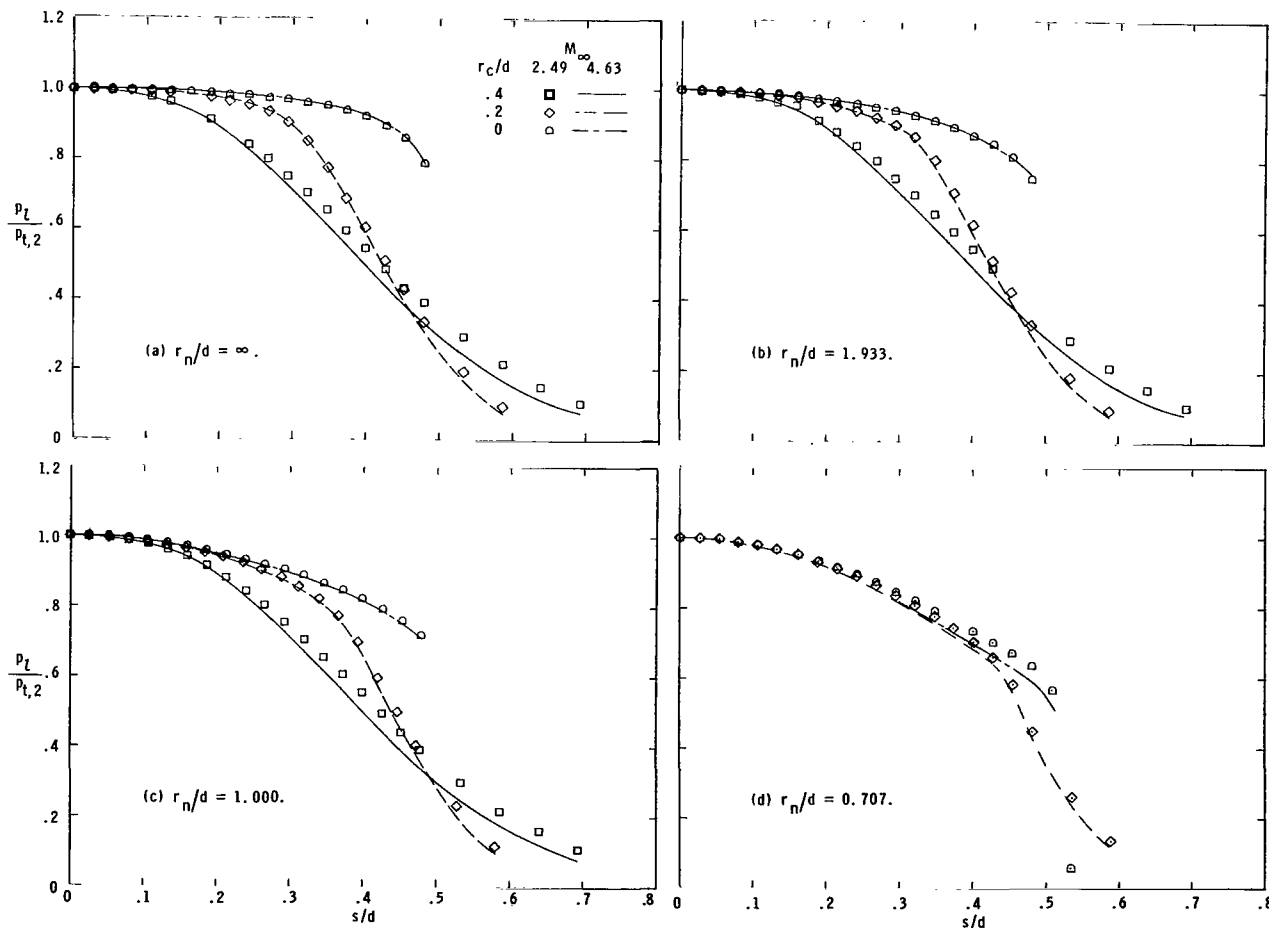 1.2
1.0
.8
.6
.4
.2
0
p_l
p_t,2
M_∞
r_c/d 2.49 4.63
.4
.2
0
(a) r_n/d = ∞.
(b) r_n/d = 1.933.
1.2
1.0
.8
.6
.4
.2
0
p_l
p_t,2
(c) r_n/d = 1.000.
(d) r_n/d = 0.707.
0 .1 .2 .3 .4 .5 .6 .7 .8
s/d
0 .1 .2 .3 .4 .5 .6 .7 .8
s/d